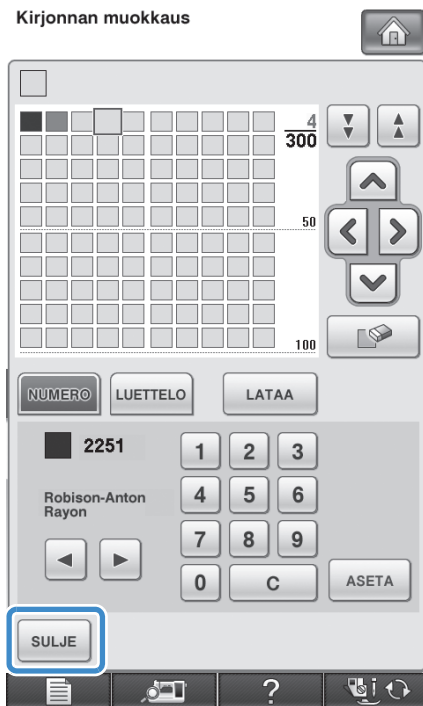 Kirjonnan muokkaus
4
300
50
100
NUMERO LUETTELO LATAA
2251
Robison-Anton
Rayon
1 2 3
4 5 6
7 8 9
0 C
ASETA
SULJE
?